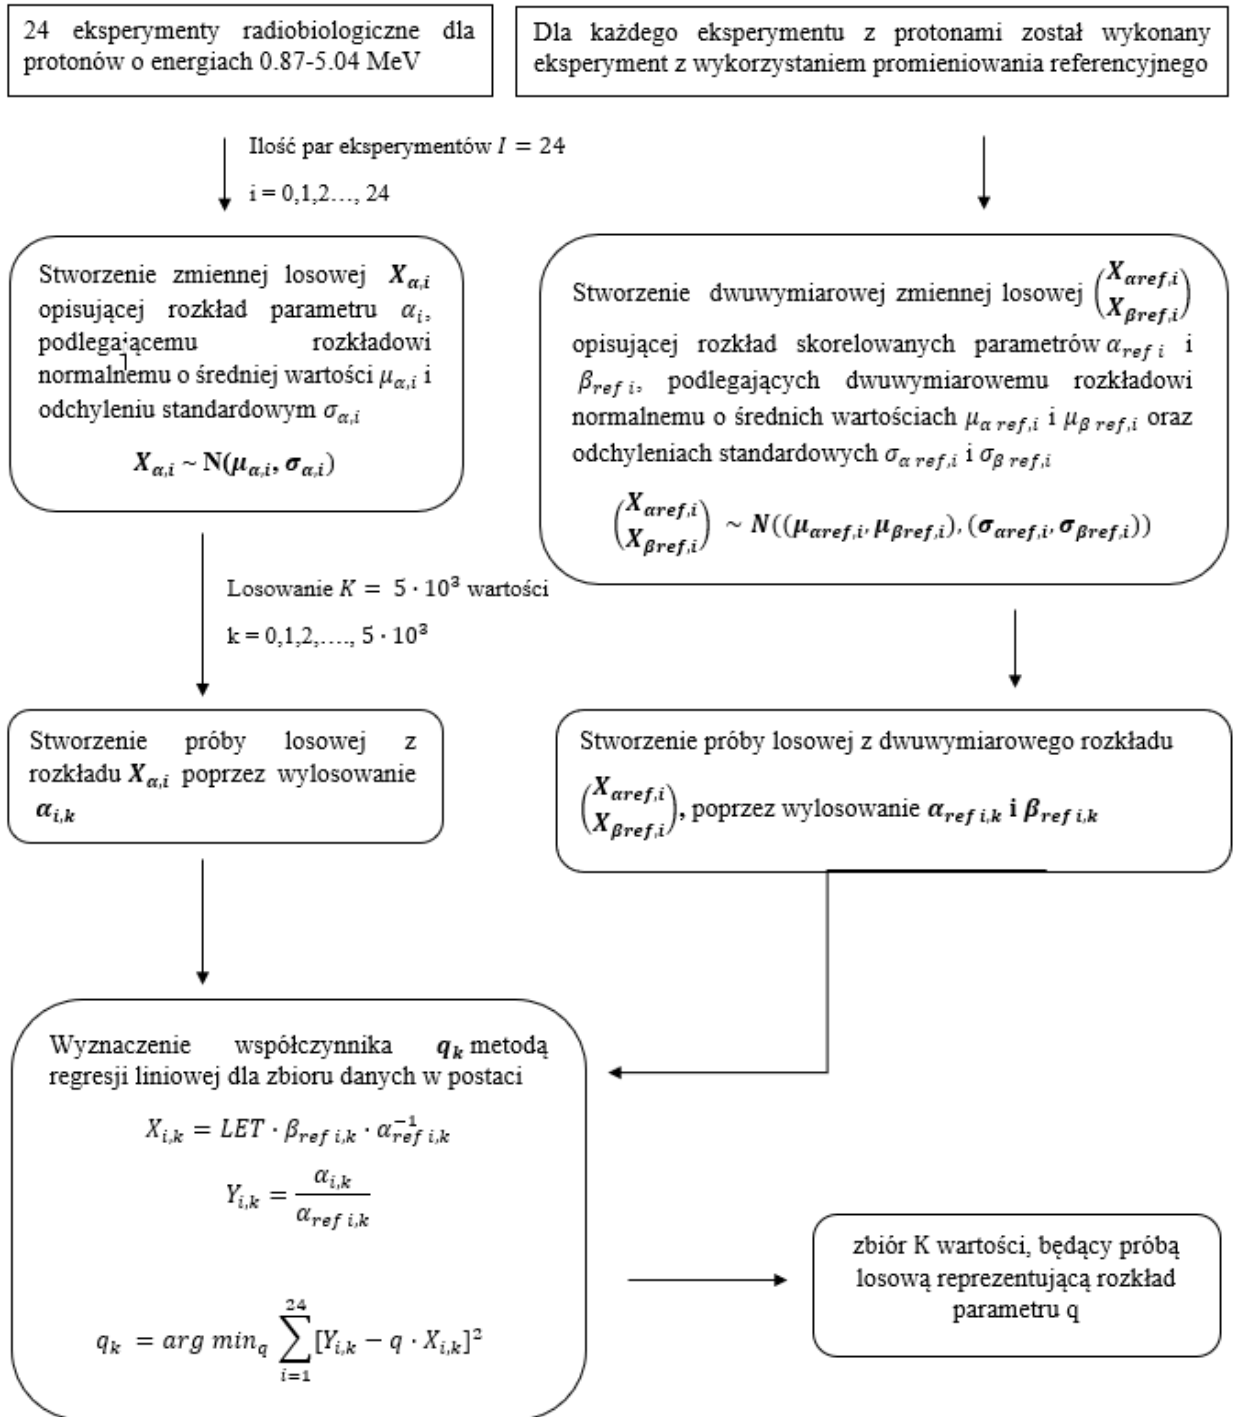 24 eksperymenty radiobiologiczne dla
protonów o energiach 0.87-5.04 MeV
Dla każdego eksperymentu z protonami został wykonany
eksperyment z wykorzystaniem promieniowania referencyjnego
Ilość par eksperymentów I = 24
i = 0,1,2..., 24
Stworzenie zmiennej losowej X_{α,i}
opisującej rozkład parametru α_i,
podlegającemu rozkładowi
normalnemu o średniej wartości μ_{α,i} i
odchyleniu standardowym σ_{α,i}
X_{α,i} ~ N(μ_{α,i}, σ_{α,i})
Stworzenie dwuwymiarowej zmiennej losowej (X_{αref,i} X_{βref,i})
opisującej rozkład skorelowanych parametrów α_{ref i} i
β_{ref i}, podlegających dwuwymiarowemu rozkładowi
normalnemu o średnich wartościach μ_{α ref,i} i μ_{β ref,i} oraz
odchyleniach standardowych σ_{α ref,i} i σ_{β ref,i}
(X_{αref,i} X_{βref,i}) ~ N((μ_{αref,i}, μ_{βref,i}), (σ_{αref,i}, σ_{βref,i}))
Losowanie K = 5 · 10³ wartości
k = 0,1,2,...., 5 · 10³
Stworzenie próby losowej z
rozkładu X_{α,i} poprzez wylosowanie
α_{i,k}
Stworzenie próby losowej z dwuwymiarowego rozkładu
(X_{αref,i} X_{βref,i}), poprzez wylosowanie α_{ref i,k} i β_{ref i,k}
Wyznaczenie współczynnika q_k metodą
regresji liniowej dla zbioru danych w postaci
X_{i,k} = LET · β_{ref i,k} · α_{ref i,k}^{-1}
Y_{i,k} = α_{i,k} / α_{ref i,k}
q_k = arg min_q ∑_{i=1}^{24} [Y_{i,k} − q · X_{i,k}]²
zbiór K wartości, będący próbą
losową reprezentującą rozkład
parametru q